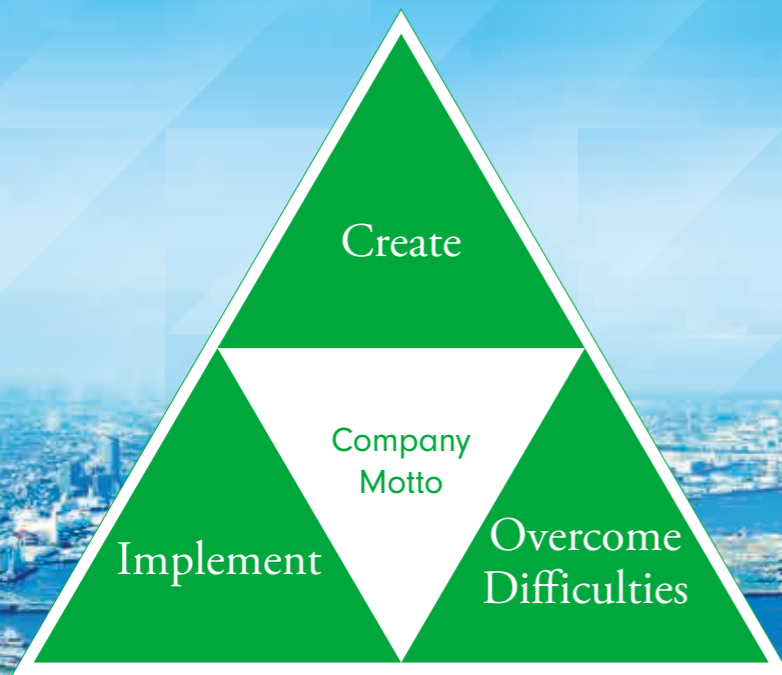 Create
Company
Motto
Implement
Overcome
Difficulties